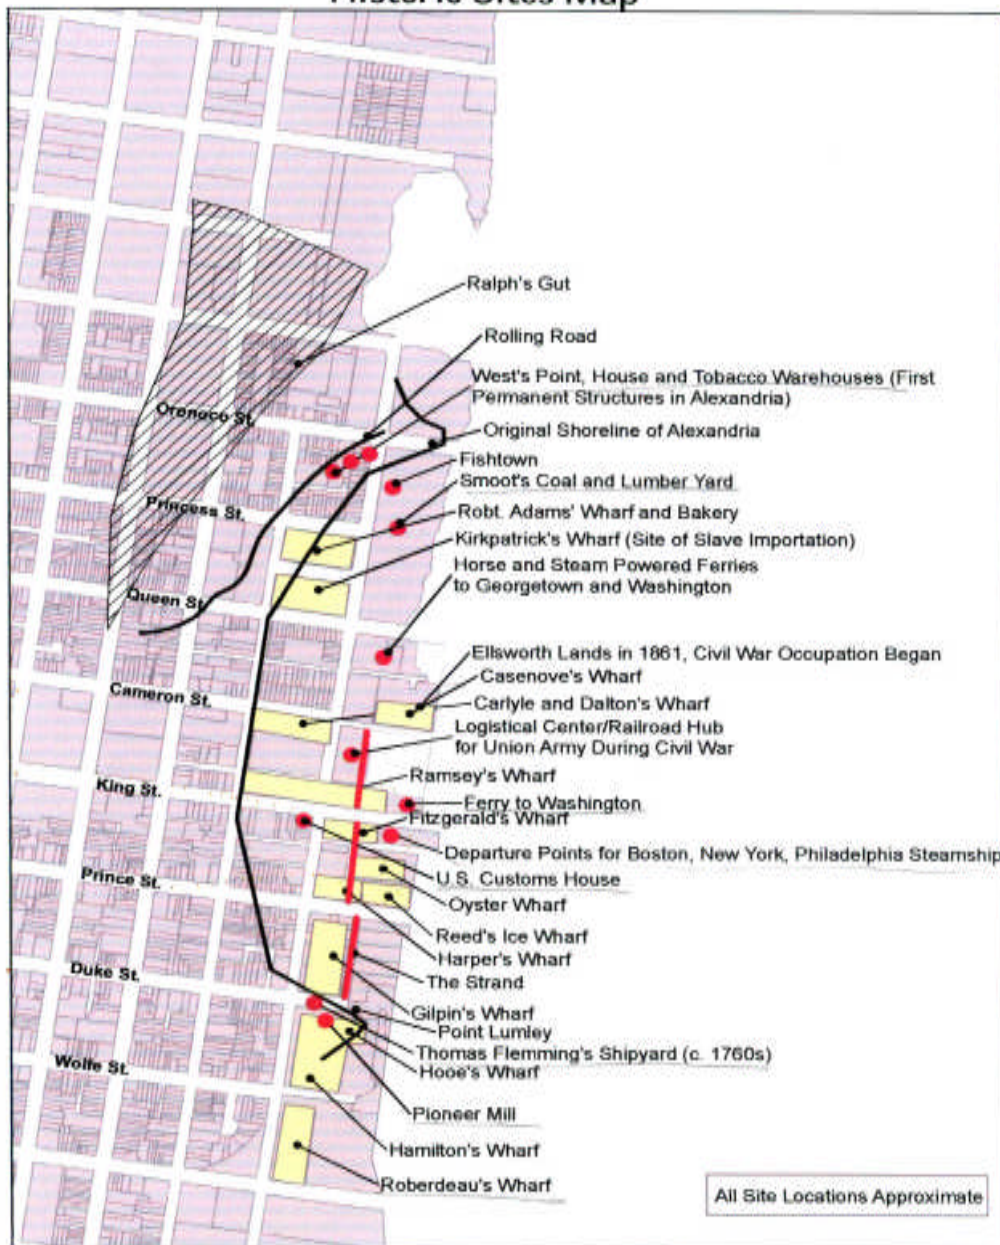 Historic Sites Map
Ralph's Gut
Rolling Road
West's Point, House and Tobacco Warehouses (First
Permanent Structures in Alexandria)
Oronoco St.
Original Shoreline of Alexandria
Fishtown
Smoot's Coal and Lumber Yard
Princess St.
Robt. Adams' Wharf and Bakery
Kirkpatrick's Wharf (Site of Slave Importation)
Horse and Steam Powered Ferries
to Georgetown and Washington
Queen St.
Ellsworth Lands in 1861, Civil War Occupation Began
Casenove's Wharf
Cameron St.
Carlyle and Dalton's Wharf
Logistical Center/Railroad Hub
for Union Army During Civil War
Ramsey's Wharf
King St.
Ferry to Washington
Fitzgerald's Wharf
Departure Points for Boston, New York, Philadelphia Steamship
Prince St.
U.S. Customs House
Oyster Wharf
Reed's Ice Wharf
Harper's Wharf
Duke St.
The Strand
Gilpin's Wharf
Point Lumley
Thomas Flemming's Shipyard (c. 1760s)
Wolfe St.
Hooe's Wharf
Pioneer Mill
Hamilton's Wharf
Roberdeau's Wharf
All Site Locations Approximate